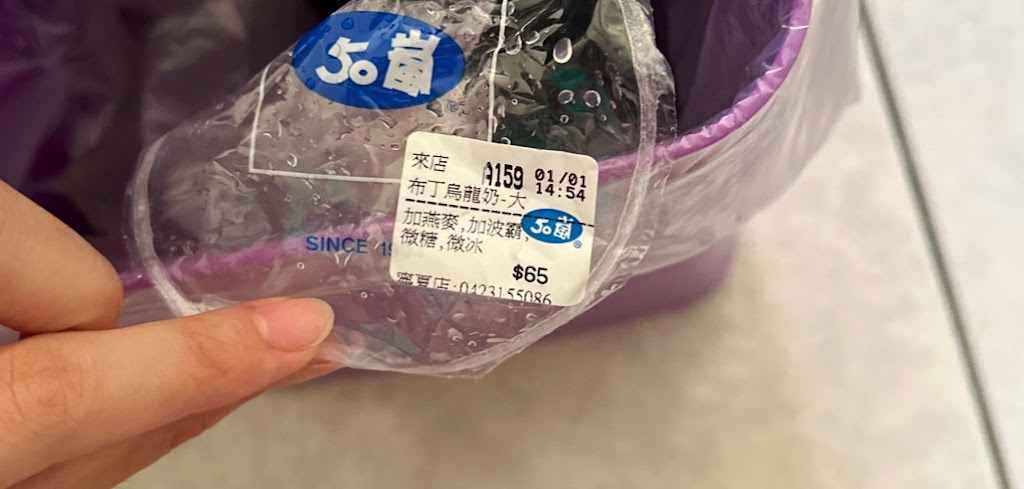 50嵐
®
來店 A159 01/01
14:54
布丁烏龍奶-大
加燕麥,加波霸,
微糖,微冰
50嵐
®
SINCE 19
$65
寧夏店:0423155086